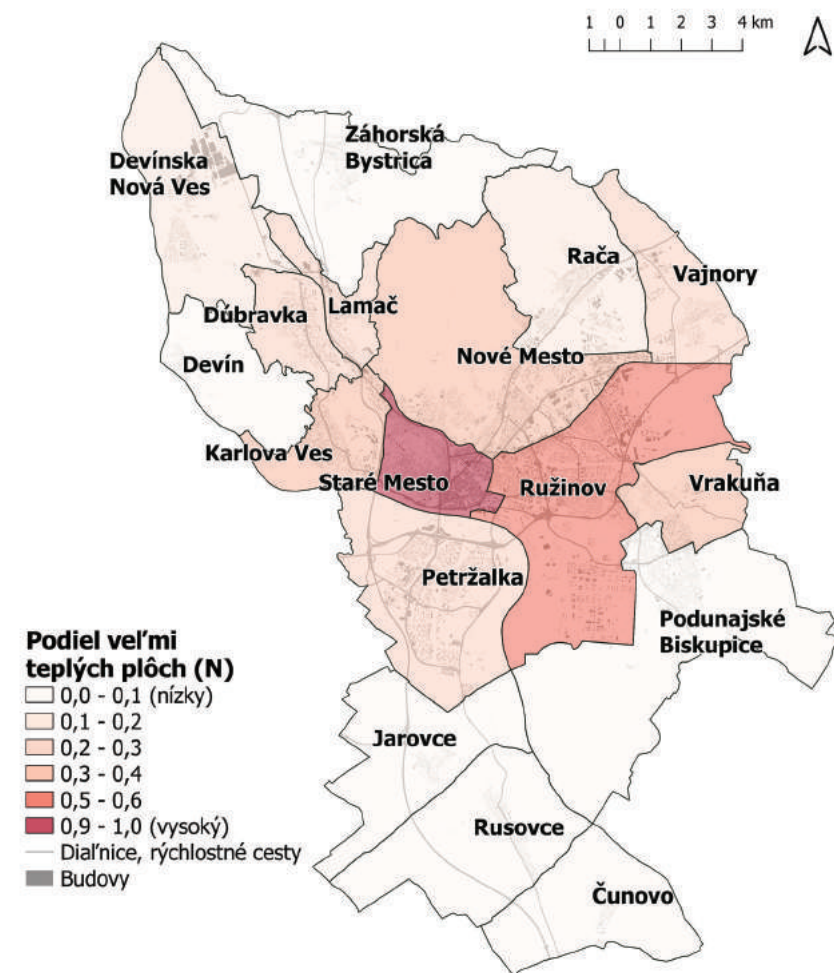 1 0 1 2 3 4 km
Záhorská
Bystrica
Devínska
Nová Ves
Rača
Vajnory
Lamač
Dúbravka
Nové Mesto
Devín
Karlova Ves
Staré Mesto
Ružinov
Vrakuňa
Petržalka
Podunajské
Biskupice
Podiel veľmi
teplých plôch (N)
0,0 - 0,1 (nízky)
0,1 - 0,2
0,2 - 0,3
0,3 - 0,4
0,5 - 0,6
0,9 - 1,0 (vysoký)
Diaľnice, rýchlostné cesty
Budovy
Jarovce
Rusovce
Čunovo